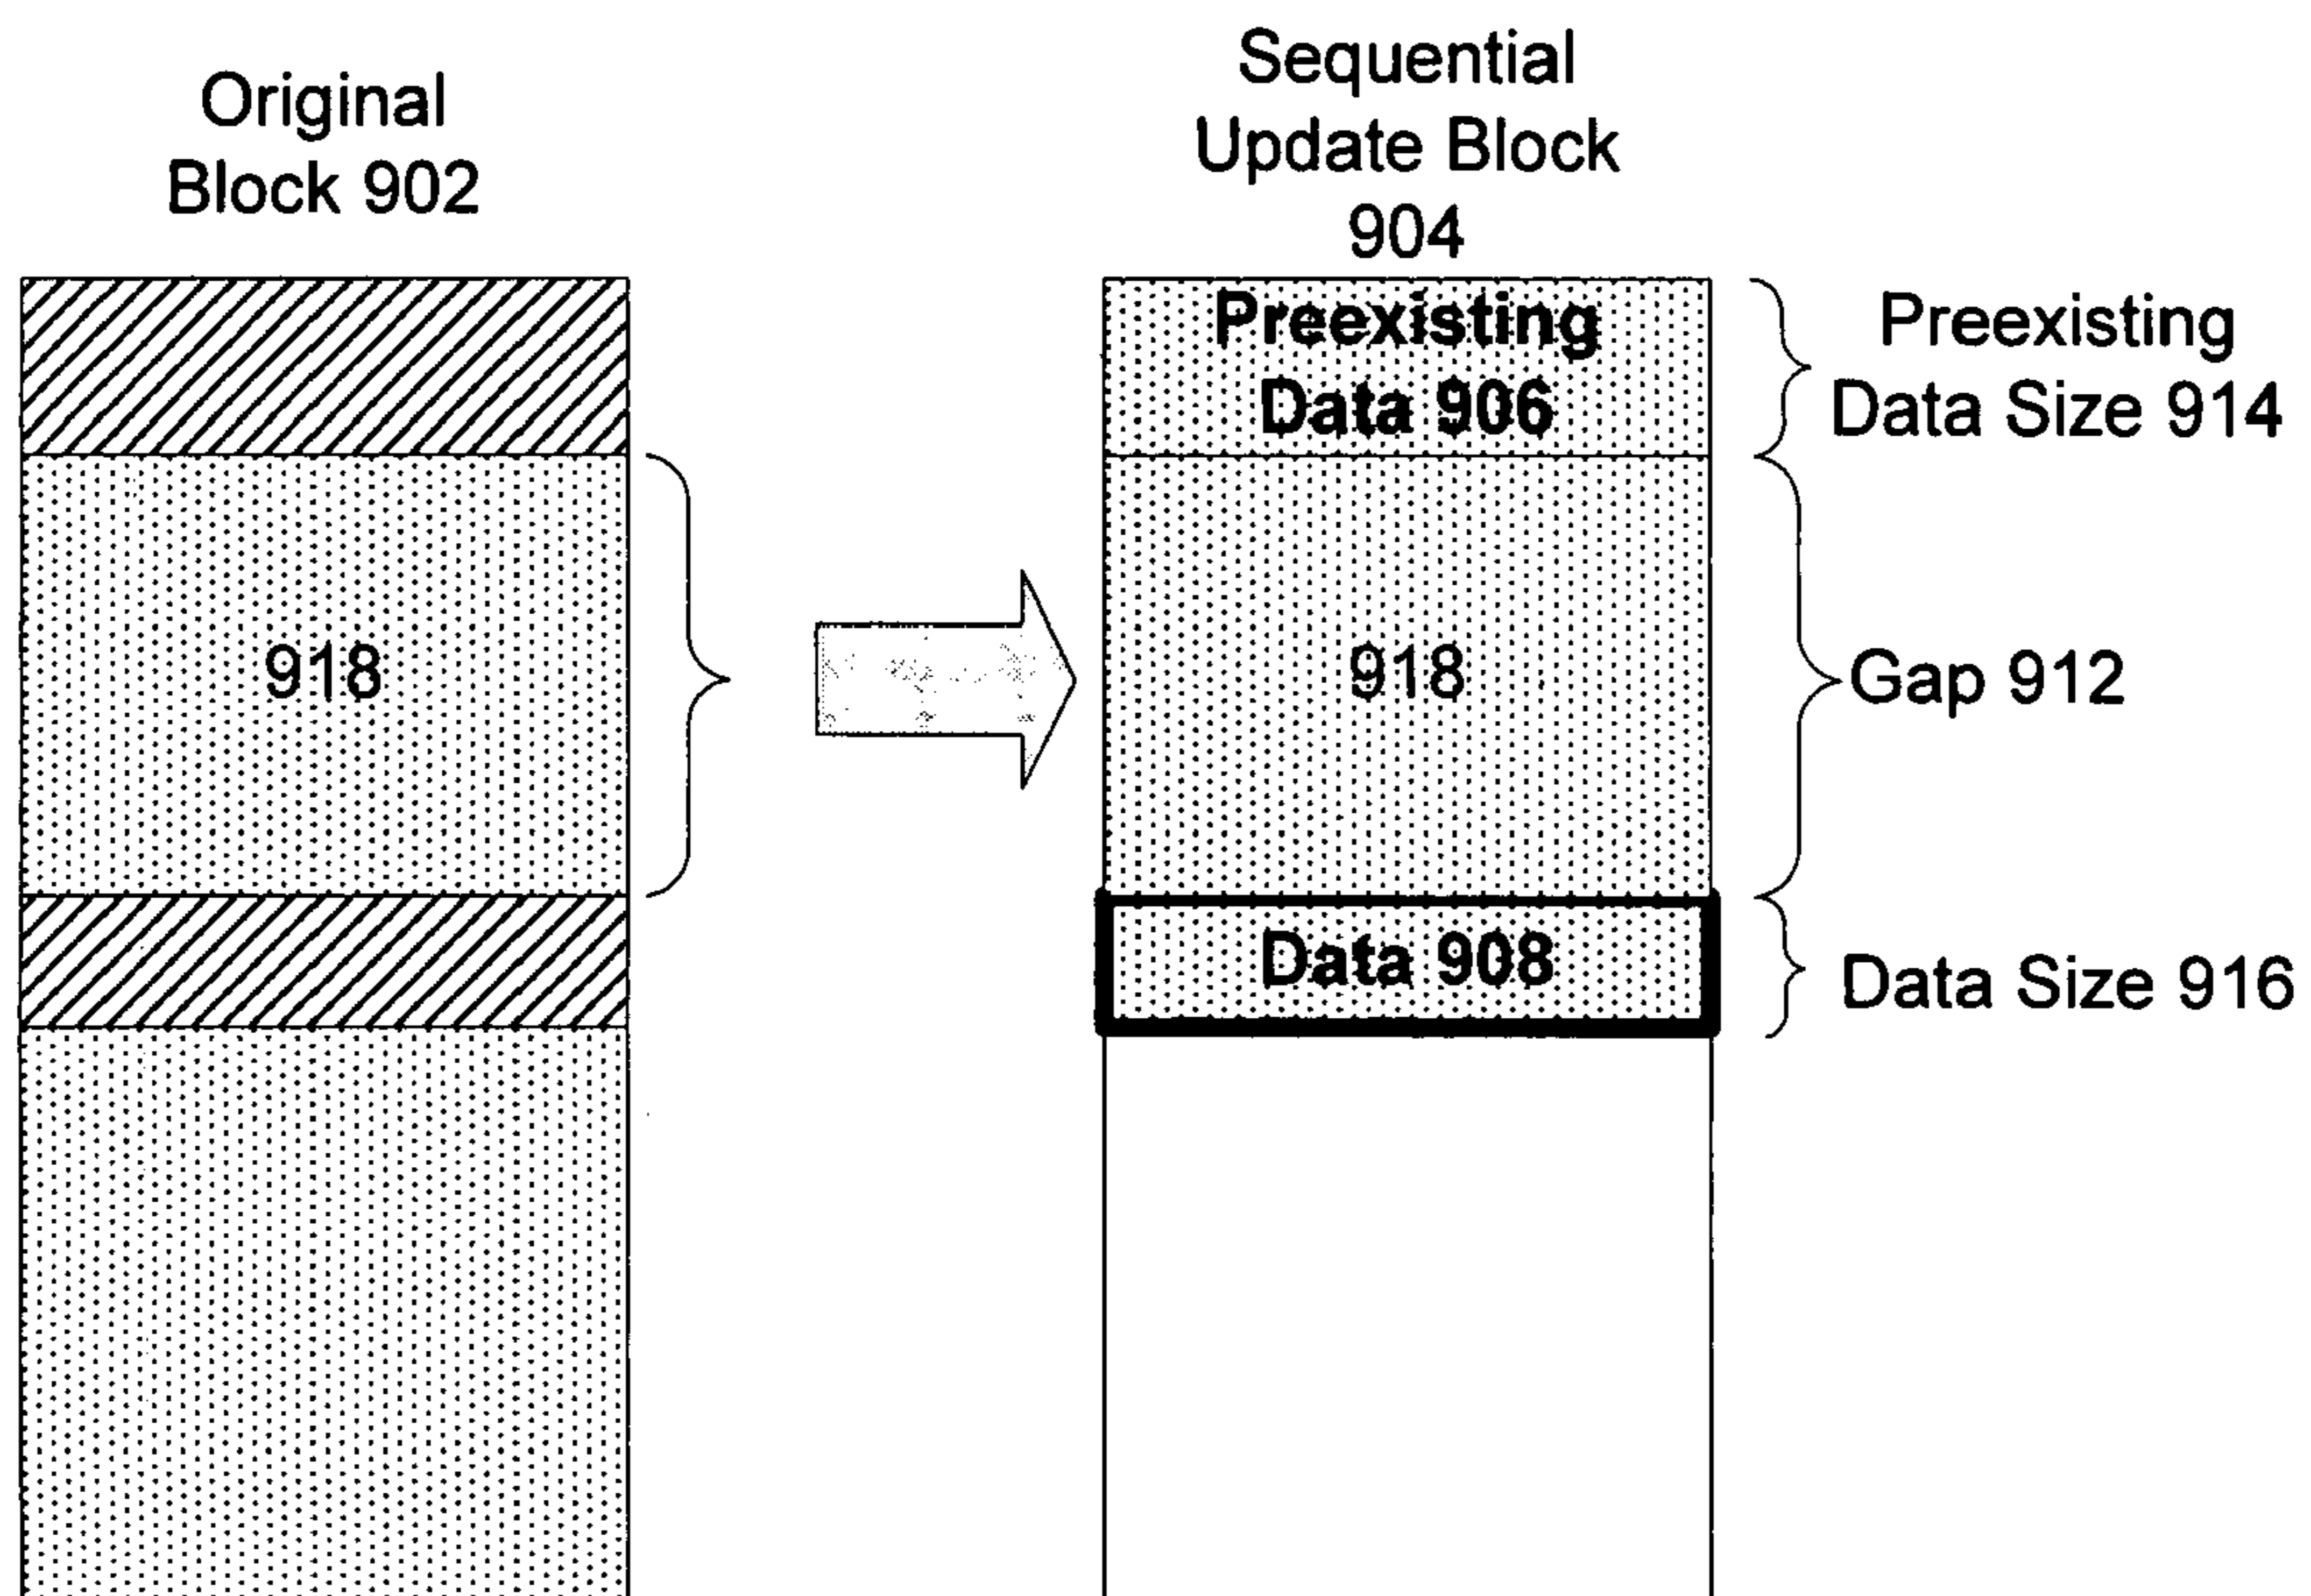 Original
Block 902
Sequential
Update Block
904
Preexisting
Data 906
Preexisting
Data Size 914
918
918
Gap 912
Data 908
Data Size 916